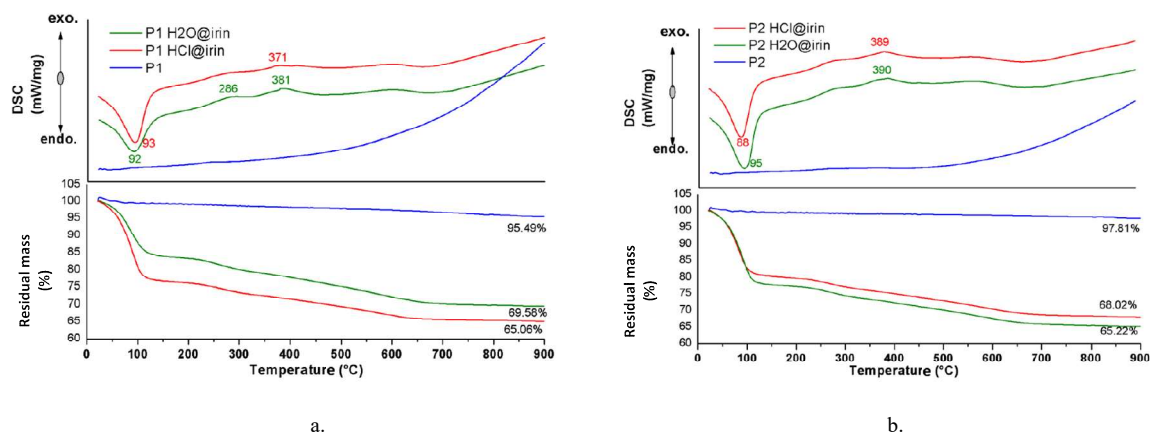 exo.
DSC
(mW/mg)
endo.
P1 H2O@irin
P1 HCl@irin
P1
371
381
286
93
92
105
100
95
90
85
80
75
70
65
60
Residual mass
(%)
95.49%
69.58%
65.06%
0 100 200 300 400 500 600 700 800 900
Temperature (°C)
a.
exo.
DSC
(mW/mg)
endo.
P2 HCl@irin
P2 H2O@irin
P2
389
390
88
95
105
100
95
90
85
80
75
70
65
60
Residual mass
(%)
97.81%
68.02%
65.22%
0 100 200 300 400 500 600 700 800 900
Temperature (°C)
b.